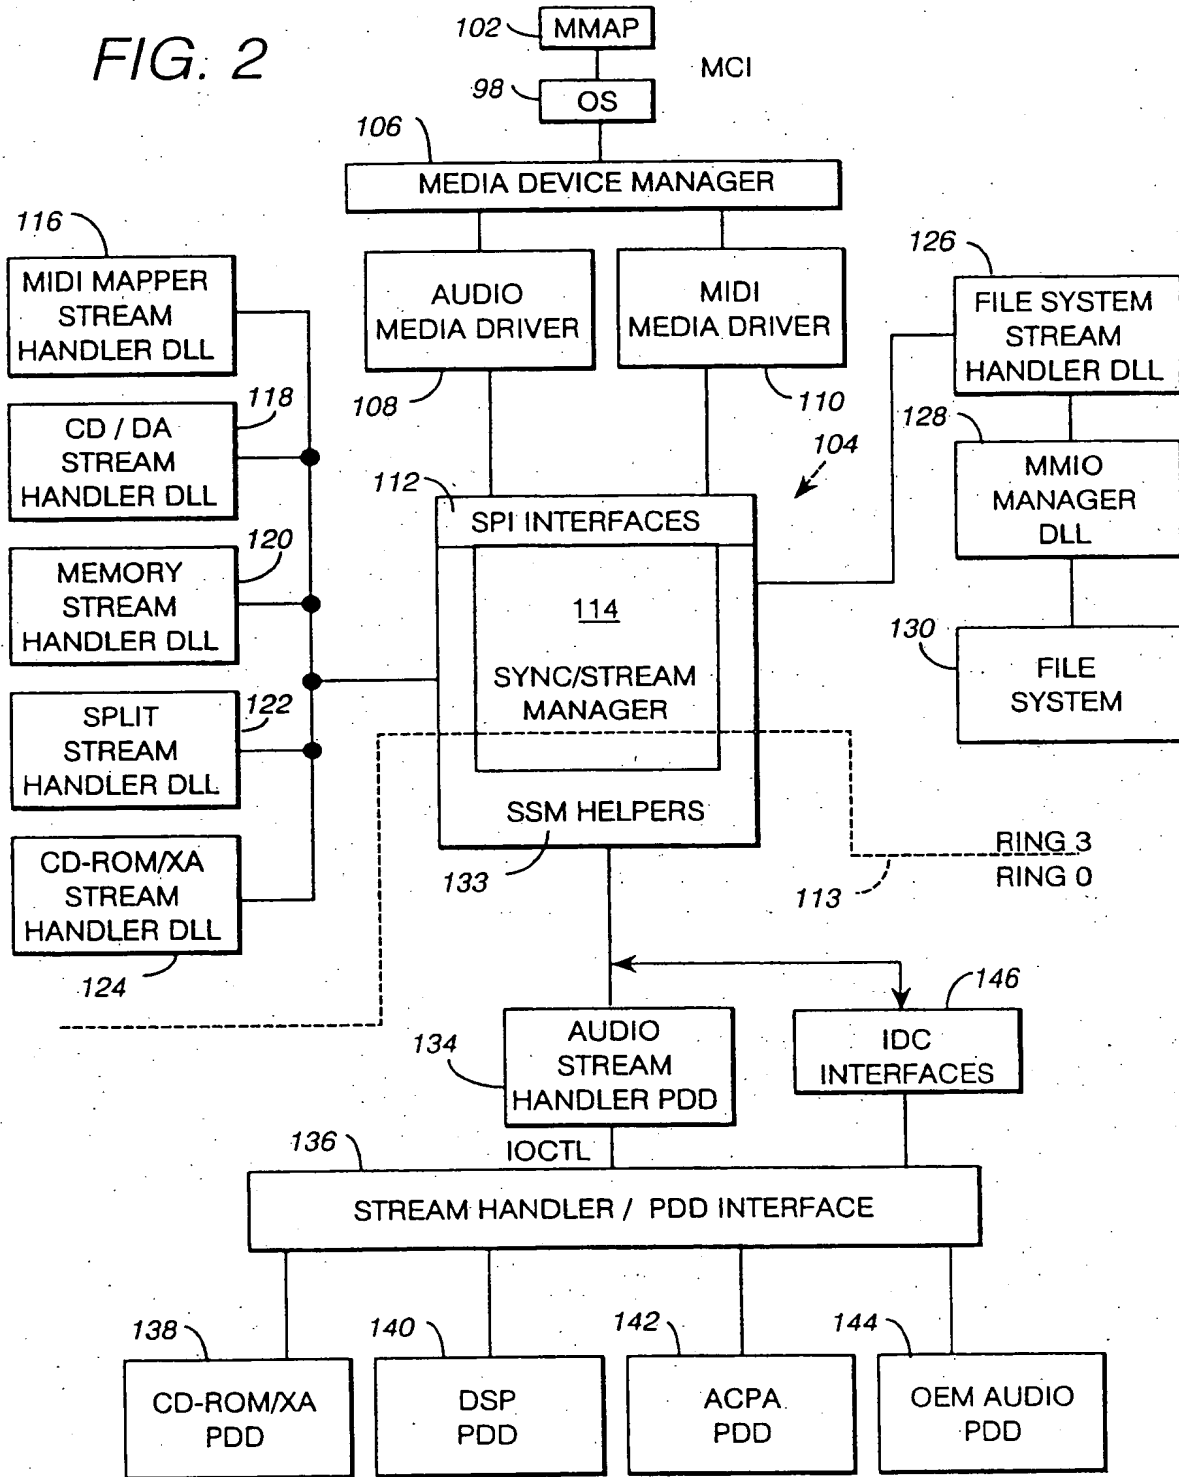 FIG. 2
102
MMAP
MCI
98
OS
106
MEDIA DEVICE MANAGER
116
MIDI MAPPER
STREAM
HANDLER DLL
AUDIO
MEDIA DRIVER
108
MIDI
MEDIA DRIVER
110
126
FILE SYSTEM
STREAM
HANDLER DLL
118
CD / DA
STREAM
HANDLER DLL
104
128
MMIO
MANAGER
DLL
112
SPI INTERFACES
120
MEMORY
STREAM
HANDLER DLL
114
SYNC/STREAM
MANAGER
130
FILE
SYSTEM
122
SPLIT
STREAM
HANDLER DLL
SSM HELPERS
133
RING 3
RING 0
113
CD-ROM/XA
STREAM
HANDLER DLL
124
146
IDC
INTERFACES
134
AUDIO
STREAM
HANDLER PDD
IOCTL
136
STREAM HANDLER / PDD INTERFACE
138
CD-ROM/XA
PDD
140
DSP
PDD
142
ACPA
PDD
144
OEM AUDIO
PDD